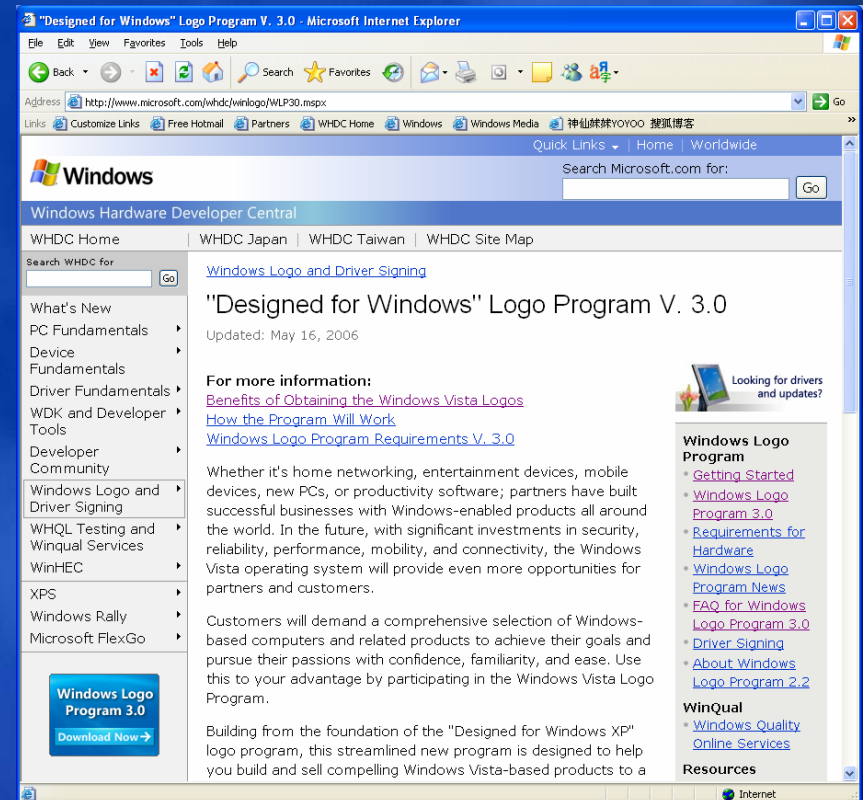 "Designed for Windows" Logo Program V. 3.0 - Microsoft Internet Explorer
File Edit View Favorites Tools Help
Back Search Favorites
Address http://www.microsoft.com/whdc/winlogo/WLP30.mspx Go
Links Customize Links Free Hotmail Partners WHDC Home Windows Windows Media 神仙妹妹YOYOO 搜狐博客 »
Quick Links | Home | Worldwide
Windows
Search Microsoft.com for:
Go
Windows Hardware Developer Central
WHDC Home | WHDC Japan | WHDC Taiwan | WHDC Site Map
Search WHDC for
Go
What's New
PC Fundamentals
Device
Fundamentals
Driver Fundamentals
WDK and Developer
Tools
Developer
Community
Windows Logo and
Driver Signing
WHQL Testing and
Winqual Services
WinHEC
XPS
Windows Rally
Microsoft FlexGo
Windows Logo
Program 3.0
Download Now
Windows Logo and Driver Signing
"Designed for Windows" Logo Program V. 3.0
Updated: May 16, 2006
For more information:
Benefits of Obtaining the Windows Vista Logos
How the Program Will Work
Windows Logo Program Requirements V. 3.0
Whether it's home networking, entertainment devices, mobile
devices, new PCs, or productivity software; partners have built
successful businesses with Windows-enabled products all around
the world. In the future, with significant investments in security,
reliability, performance, mobility, and connectivity, the Windows
Vista operating system will provide even more opportunities for
partners and customers.
Customers will demand a comprehensive selection of Windows-
based computers and related products to achieve their goals and
pursue their passions with confidence, familiarity, and ease. Use
this to your advantage by participating in the Windows Vista Logo
Program.
Building from the foundation of the "Designed for Windows XP"
logo program, this streamlined new program is designed to help
you build and sell compelling Windows Vista-based products to a
Looking for drivers
and updates?
Windows Logo
Program
Getting Started
Windows Logo
Program 3.0
Requirements for
Hardware
Windows Logo
Program News
FAQ for Windows
Logo Program 3.0
Driver Signing
About Windows
Logo Program 2.2
WinQual
Windows Quality
Online Services
Resources
Internet